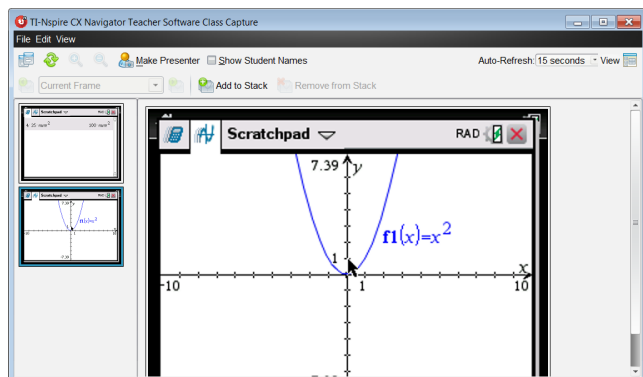 TI-Nspire CX Navigator Teacher Software Class Capture
File Edit View
Make Presenter Show Student Names Auto-Refresh: 15 seconds View
Current Frame Add to Stack Remove from Stack
Scratchpad
Scratchpad RAD
7.39 y
f1(x)=x²
1
x
-10 1 10